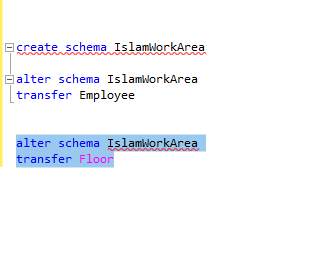 create schema IslamWorkArea
alter schema IslamWorkArea
transfer Employee
alter schema IslamWorkArea
transfer Floor